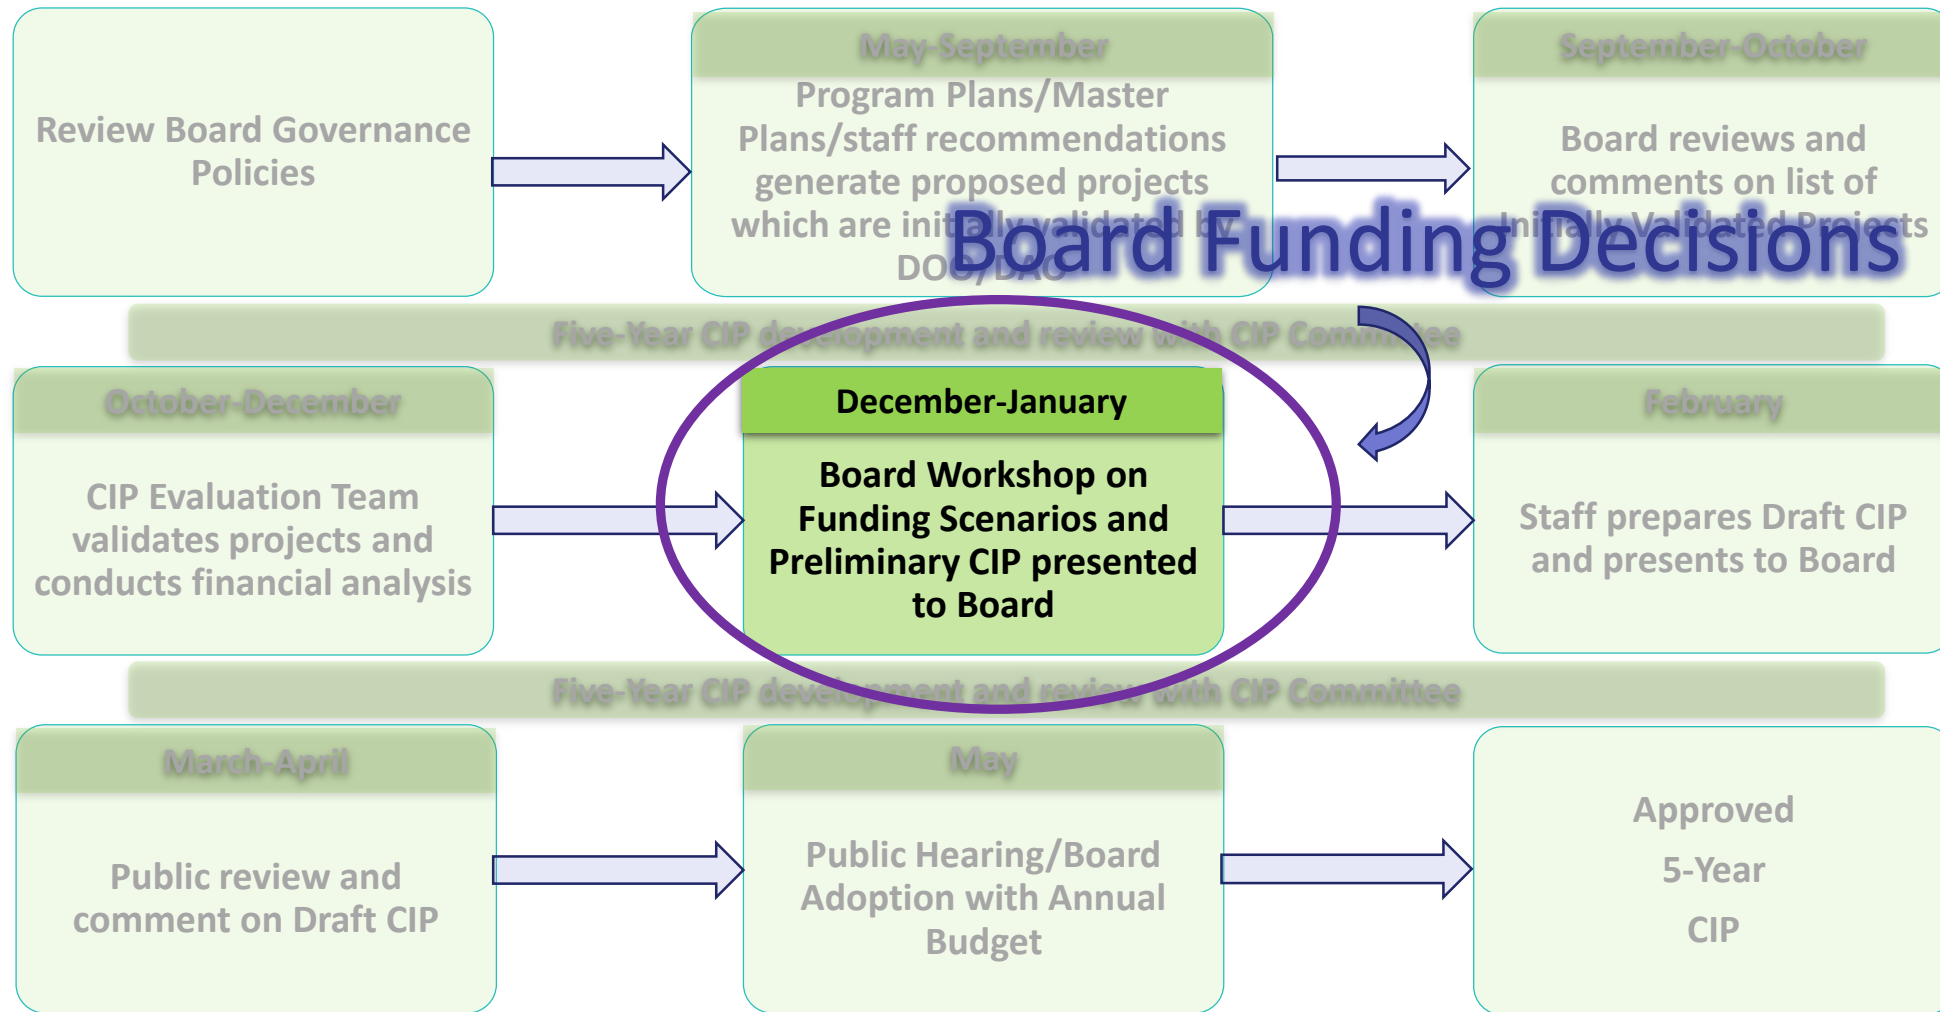 Review Board Governance
Policies
May-September
Program Plans/Master
Plans/staff recommendations
generate proposed projects
which are initially validated by
DOO/DAO
September-October
Board reviews and
comments on list of
Initially Validated Projects
Board Funding Decisions
Five-Year CIP development and review with CIP Committee
October-December
CIP Evaluation Team
validates projects and
conducts financial analysis
December-January
Board Workshop on
Funding Scenarios and
Preliminary CIP presented
to Board
February
Staff prepares Draft CIP
and presents to Board
Five-Year CIP development and review with CIP Committee
March-April
Public review and
comment on Draft CIP
May
Public Hearing/Board
Adoption with Annual
Budget
Approved
5-Year
CIP